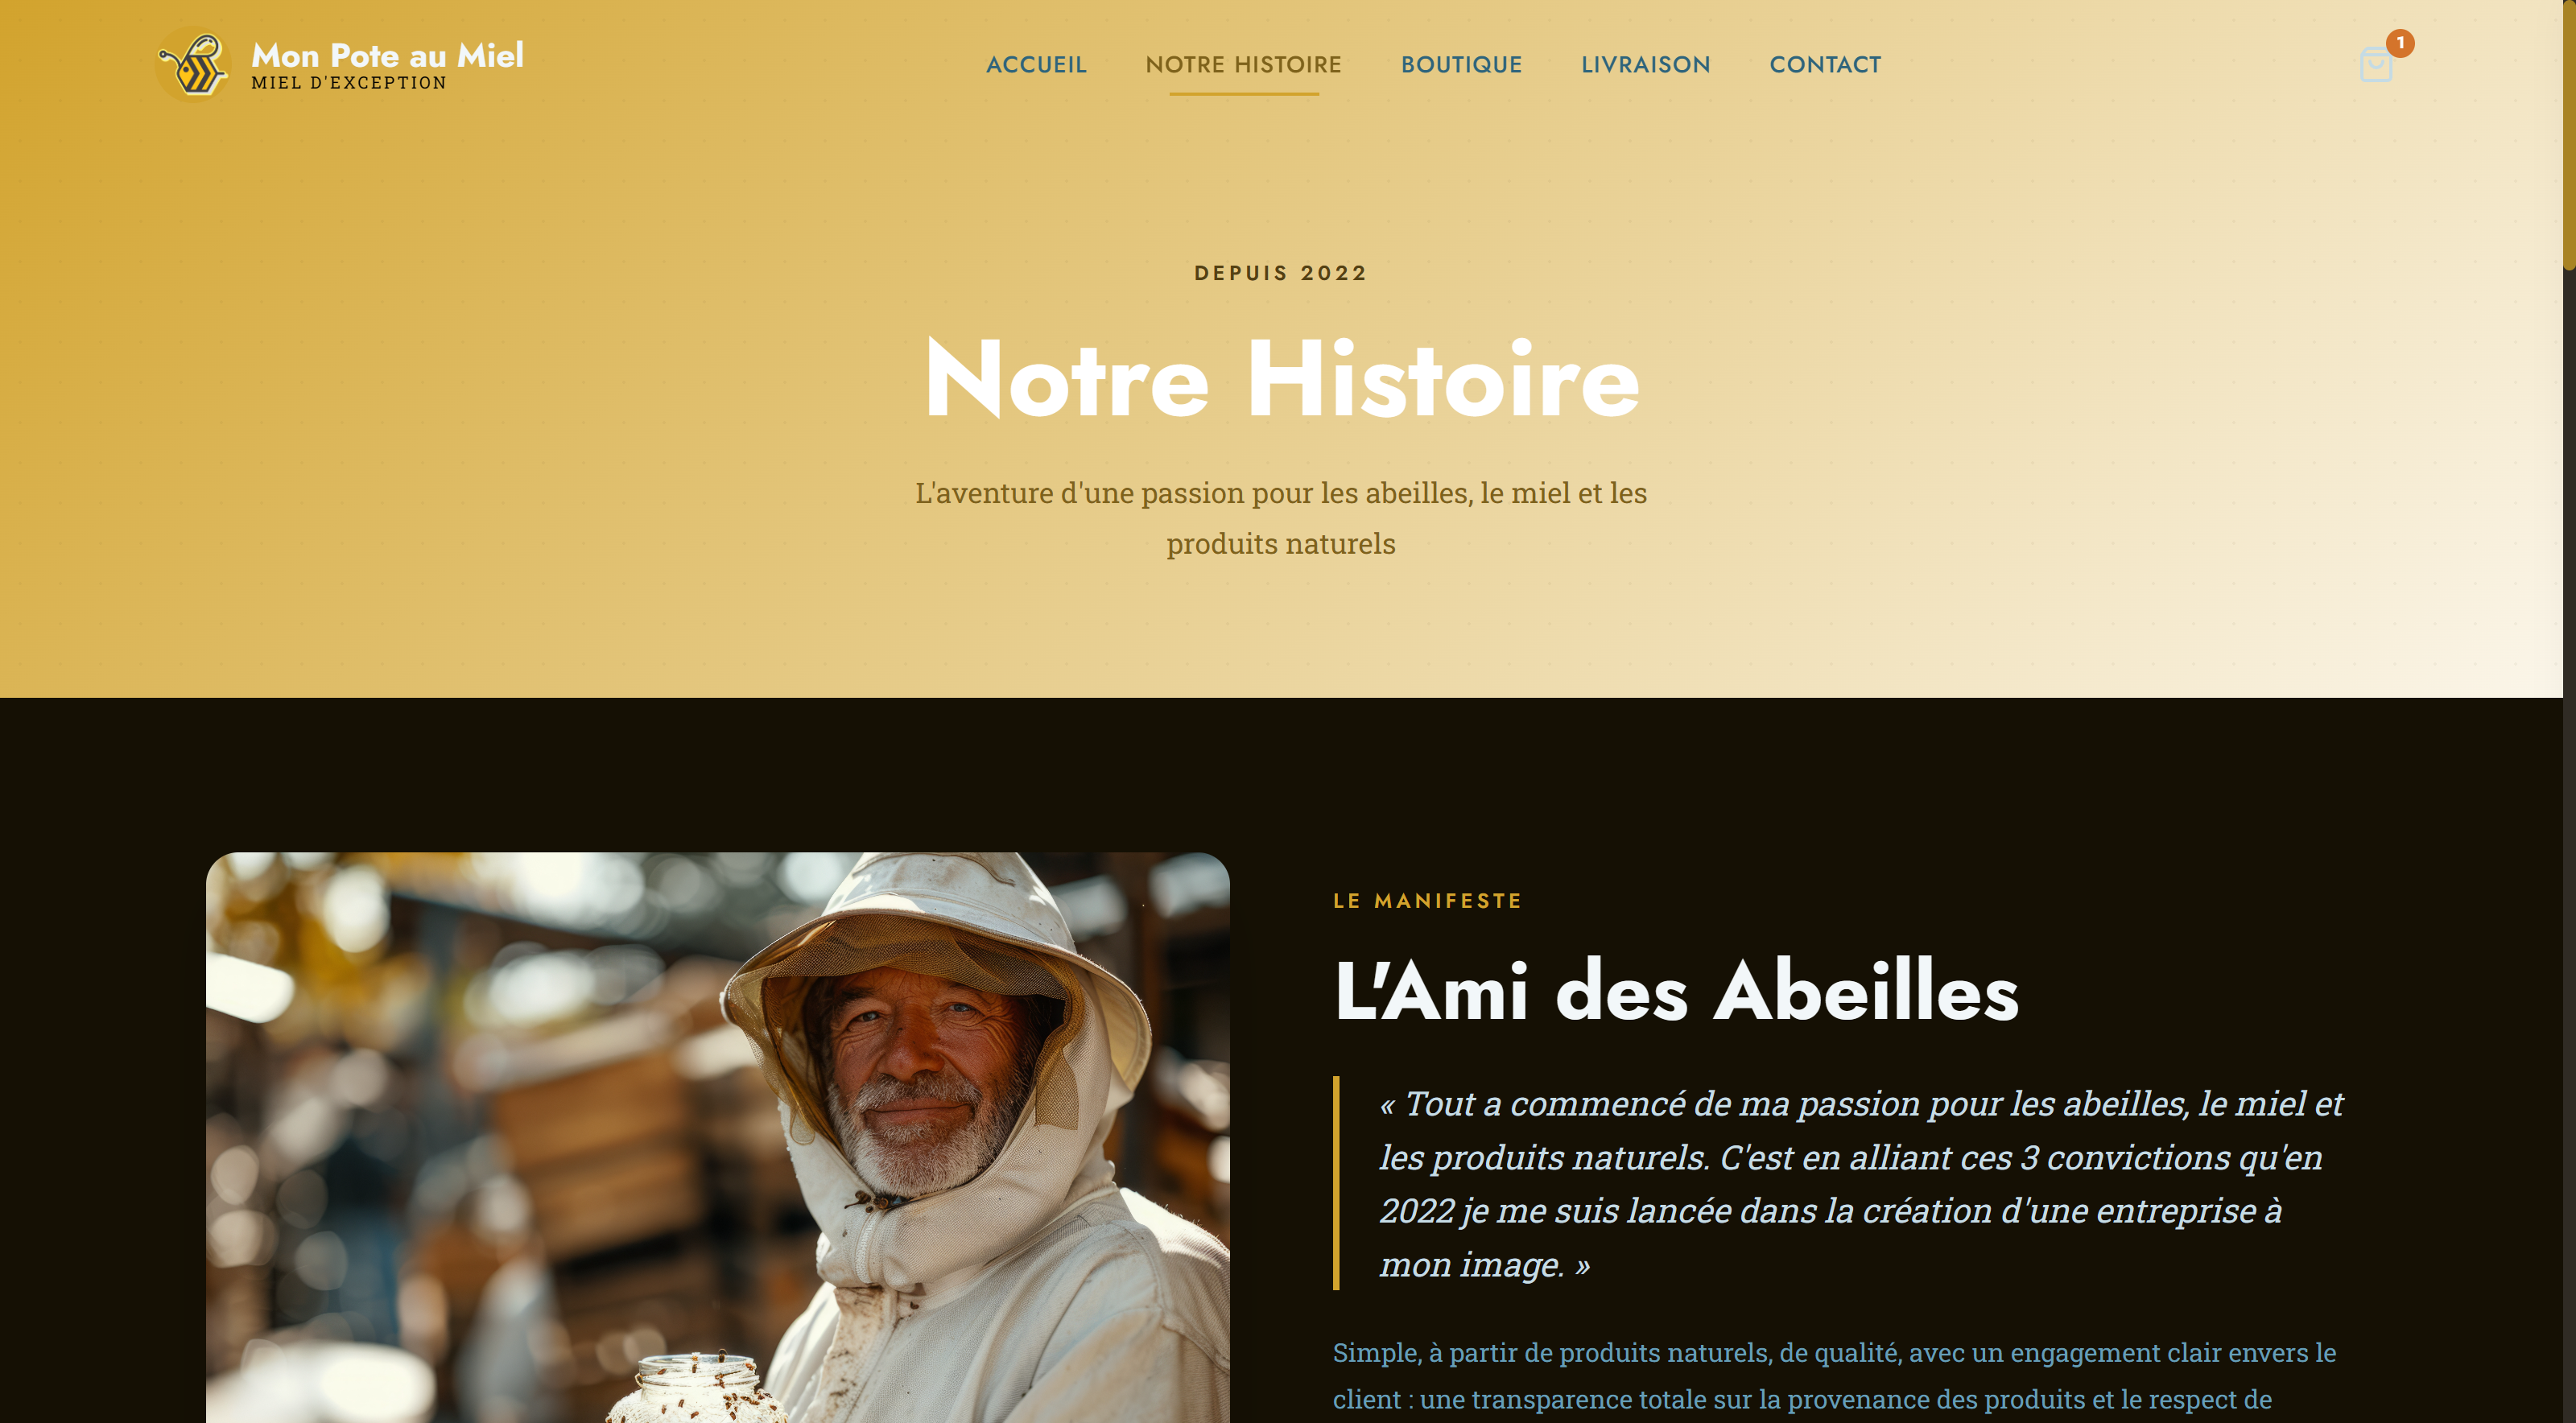 Mon Pote au Miel
MIEL D'EXCEPTION
ACCUEIL
NOTRE HISTOIRE
BOUTIQUE
LIVRAISON
CONTACT
1
DEPUIS 2022
Notre Histoire
L'aventure d'une passion pour les abeilles, le miel et les
produits naturels
LE MANIFESTE
L'Ami des Abeilles
« Tout a commencé de ma passion pour les abeilles, le miel et
les produits naturels. C'est en alliant ces 3 convictions qu'en
2022 je me suis lancée dans la création d'une entreprise à
mon image. »
Simple, à partir de produits naturels, de qualité, avec un engagement clair envers le
client : une transparence totale sur la provenance des produits et le respect de